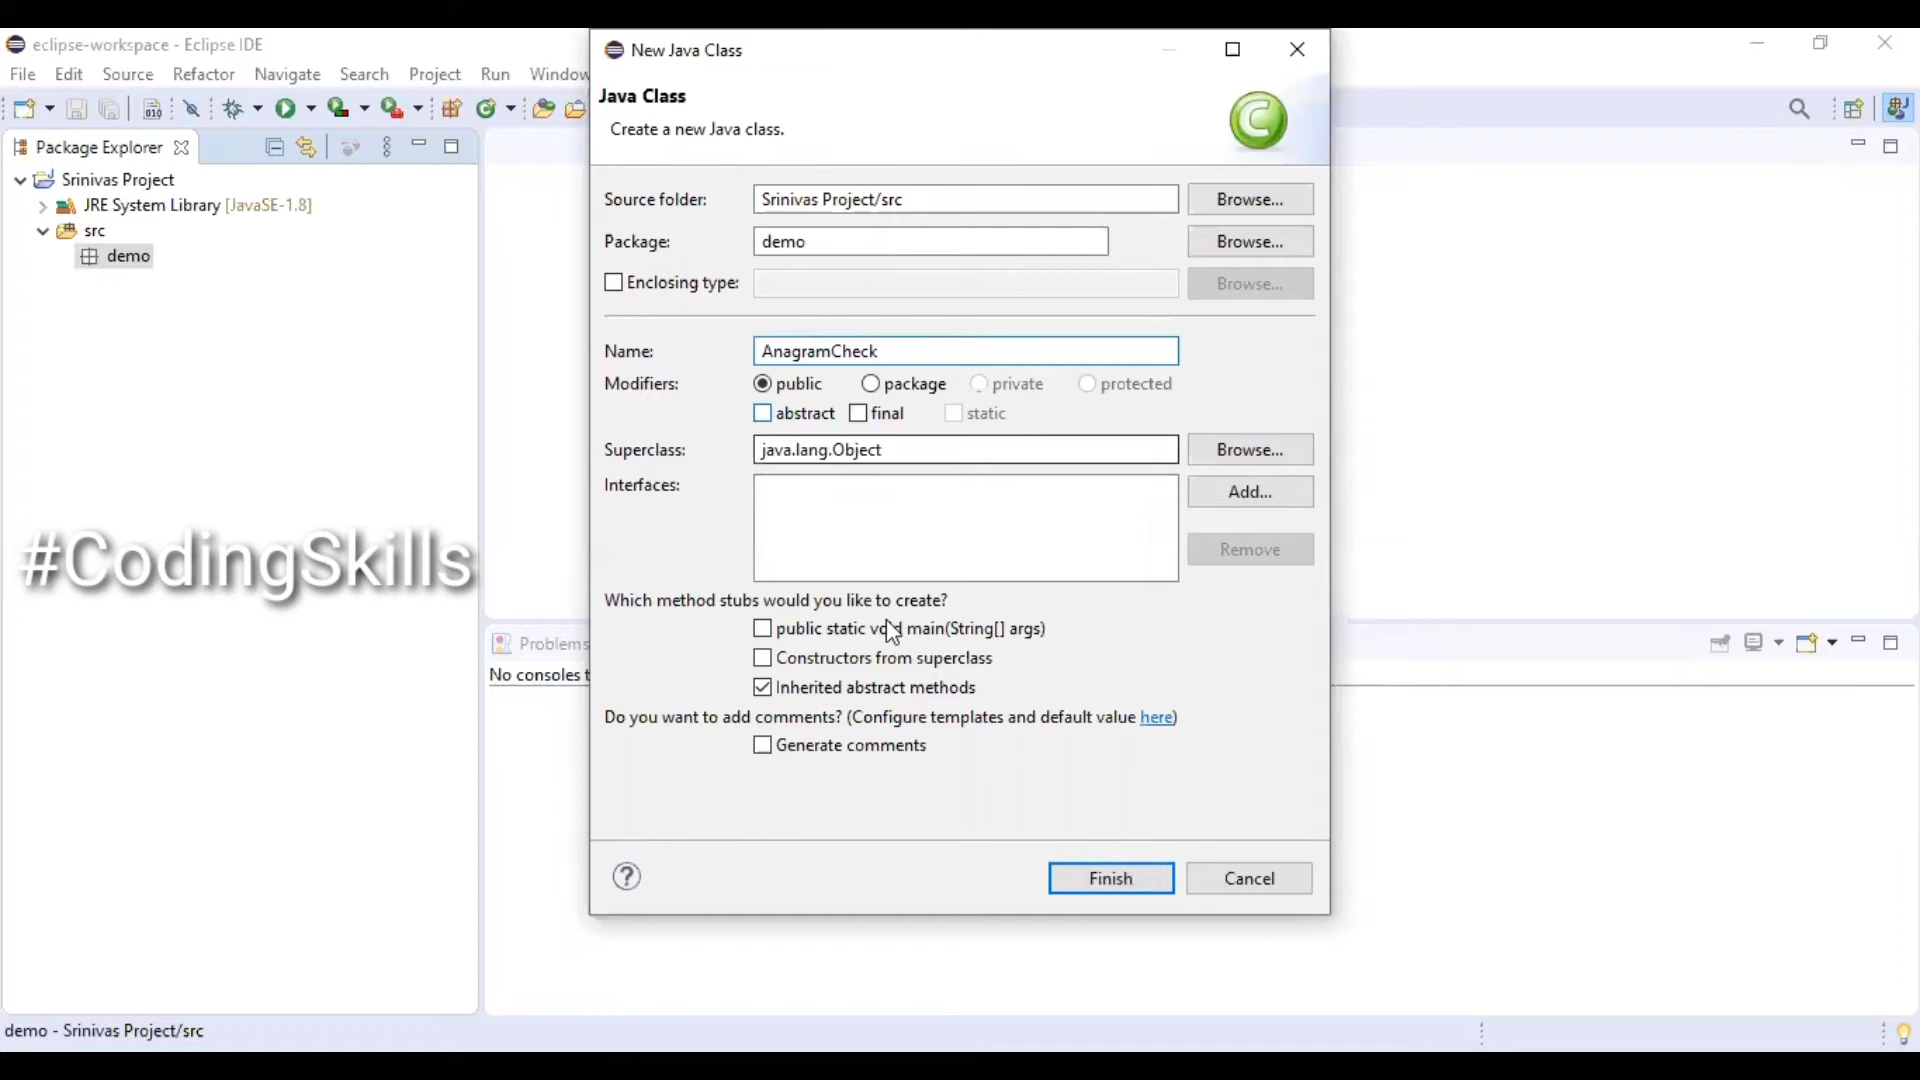 eclipse-workspace - Eclipse IDE
File Edit Source Refactor Navigate Search Project Run Window
Package Explorer
Srinivas Project
JRE System Library [JavaSE-1.8]
src
demo
#CodingSkills
New Java Class
Java Class
Create a new Java class.
Source folder: Srinivas Project/src Browse...
Package: demo Browse...
Enclosing type: Browse...
Name: AnagramCheck
Modifiers: public package private protected
abstract final static
Superclass: java.lang.Object Browse...
Interfaces: Add...
Remove
Which method stubs would you like to create?
public static void main(String[] args)
Constructors from superclass
Inherited abstract methods
Do you want to add comments? (Configure templates and default value here)
Generate comments
Finish Cancel
Problems
No consoles t
demo - Srinivas Project/src